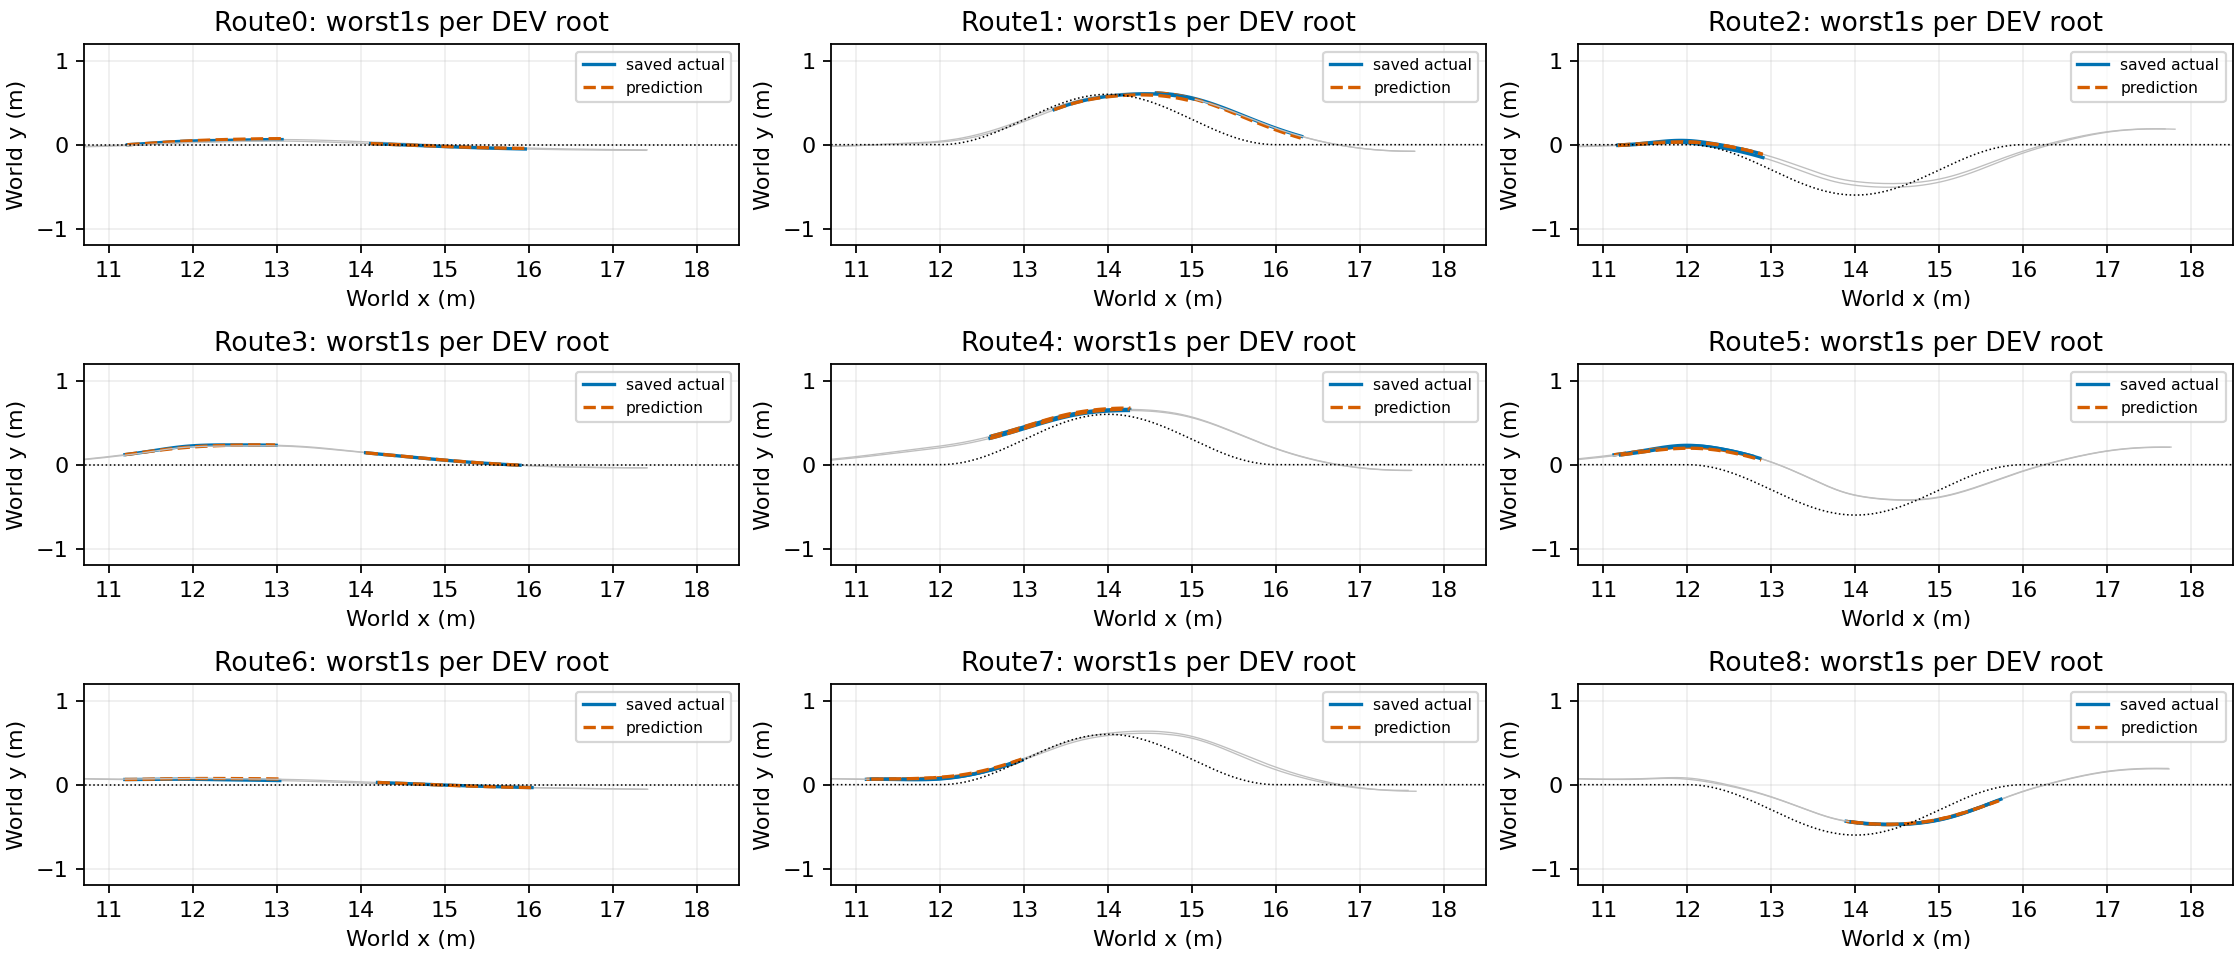 Route0: worst1s per DEV root
World y (m)
1
0
−1
saved actual
prediction
11 12 13 14 15 16 17 18
World x (m)
Route1: worst1s per DEV root
World y (m)
1
0
−1
saved actual
prediction
11 12 13 14 15 16 17 18
World x (m)
Route2: worst1s per DEV root
World y (m)
1
0
−1
saved actual
prediction
11 12 13 14 15 16 17 18
World x (m)
Route3: worst1s per DEV root
World y (m)
1
0
−1
saved actual
prediction
11 12 13 14 15 16 17 18
World x (m)
Route4: worst1s per DEV root
World y (m)
1
0
−1
saved actual
prediction
11 12 13 14 15 16 17 18
World x (m)
Route5: worst1s per DEV root
World y (m)
1
0
−1
saved actual
prediction
11 12 13 14 15 16 17 18
World x (m)
Route6: worst1s per DEV root
World y (m)
1
0
−1
saved actual
prediction
11 12 13 14 15 16 17 18
World x (m)
Route7: worst1s per DEV root
World y (m)
1
0
−1
saved actual
prediction
11 12 13 14 15 16 17 18
World x (m)
Route8: worst1s per DEV root
World y (m)
1
0
−1
saved actual
prediction
11 12 13 14 15 16 17 18
World x (m)